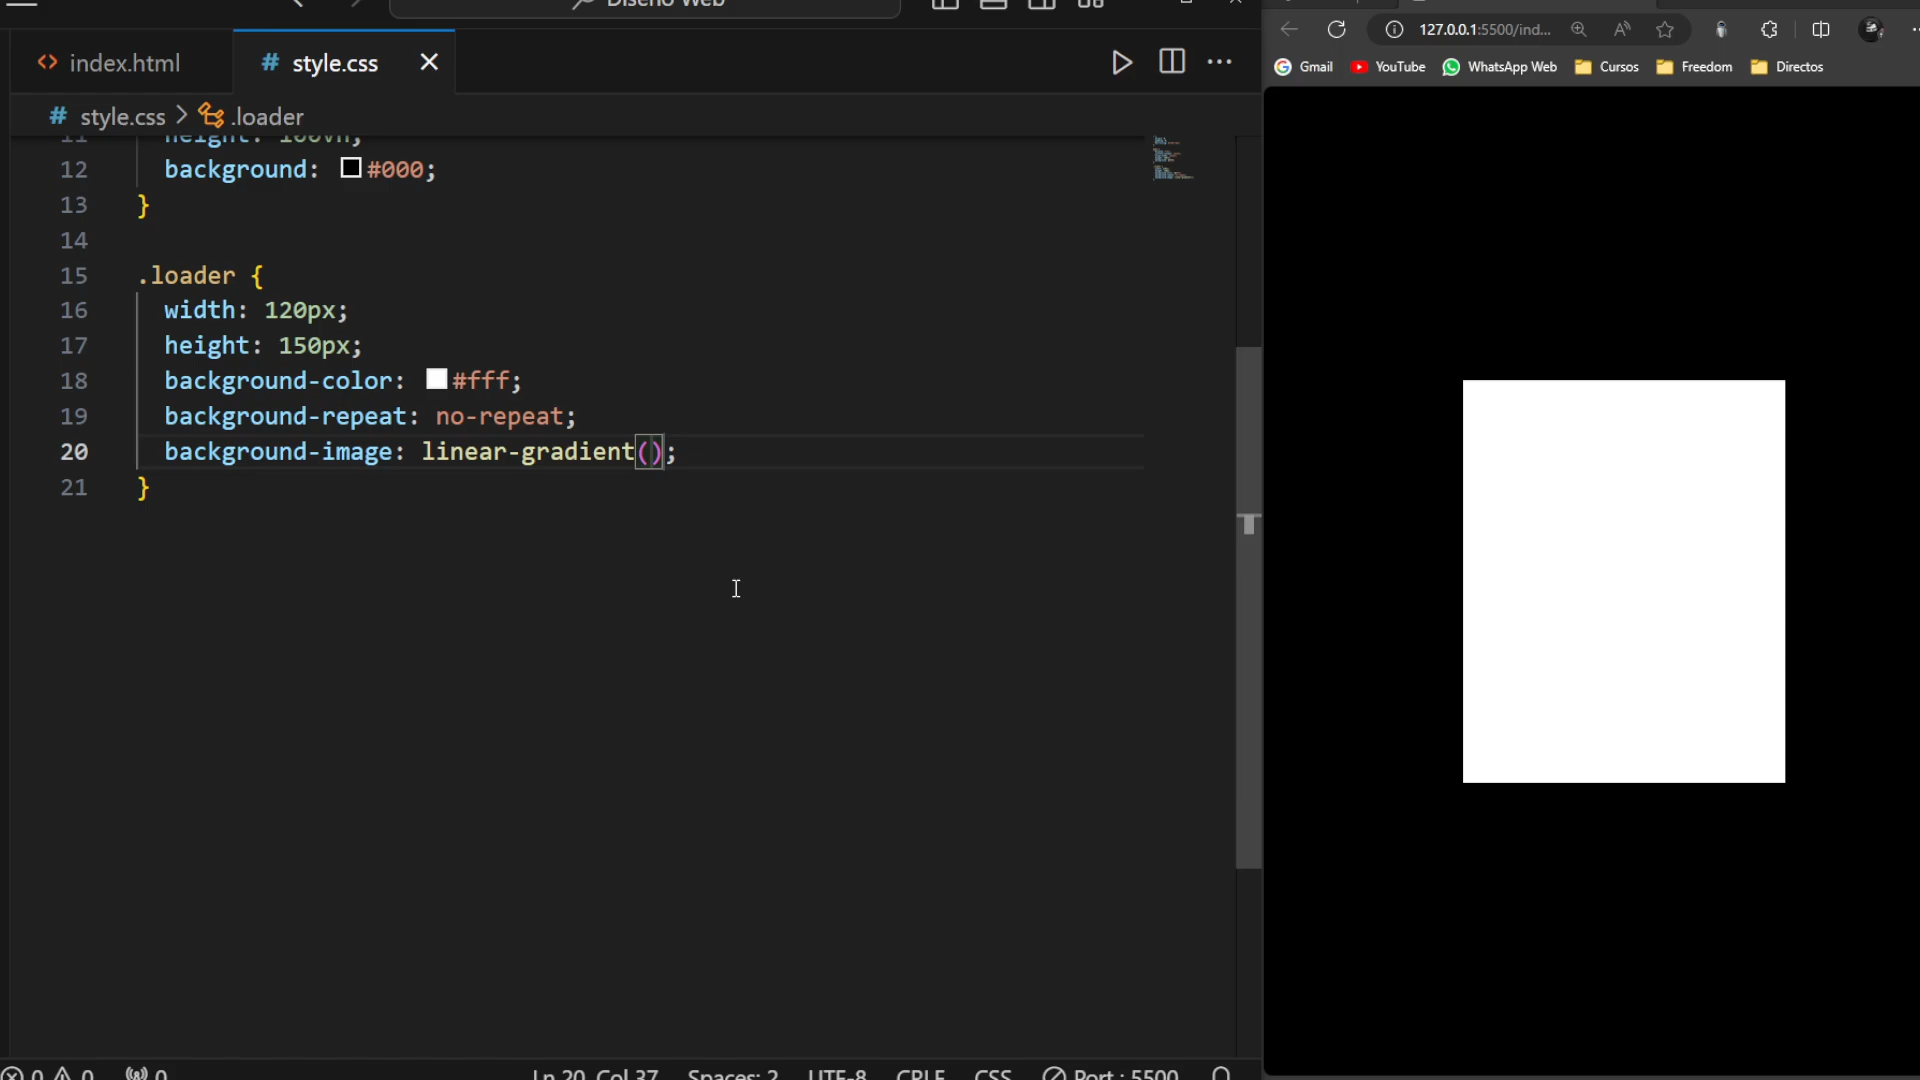 Diseño Web
index.html
style.css
127.0.0.1:5500/ind...
Gmail
YouTube
WhatsApp Web
Cursos
Freedom
Directos
style.css > .loader
11 height: 100vh;
12 background: #000;
13 }
14
15 .loader {
16 width: 120px;
17 height: 150px;
18 background-color: #fff;
19 background-repeat: no-repeat;
20 background-image: linear-gradient();
21 }
0 0 0 Ln 20, Col 37 Spaces: 2 UTF-8 CRLF CSS Port : 5500